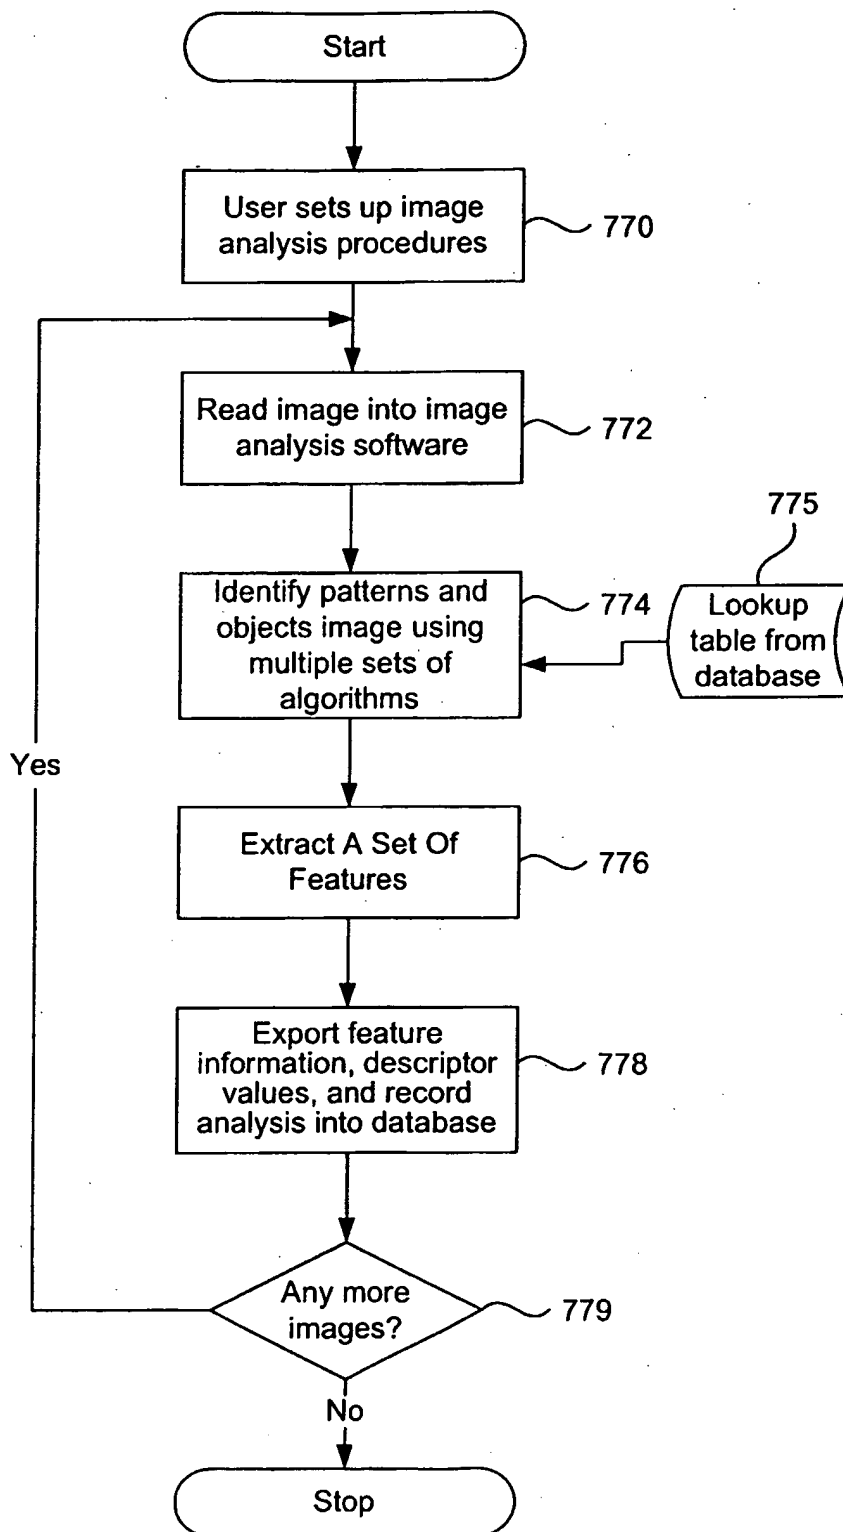 Start
User sets up image
analysis procedures
770
Read image into image
analysis software
772
775
Identify patterns and
objects image using
multiple sets of
algorithms
774
Lookup
table from
database
Yes
Extract A Set Of
Features
776
Export feature
information, descriptor
values, and record
analysis into database
778
Any more
images?
779
No
Stop